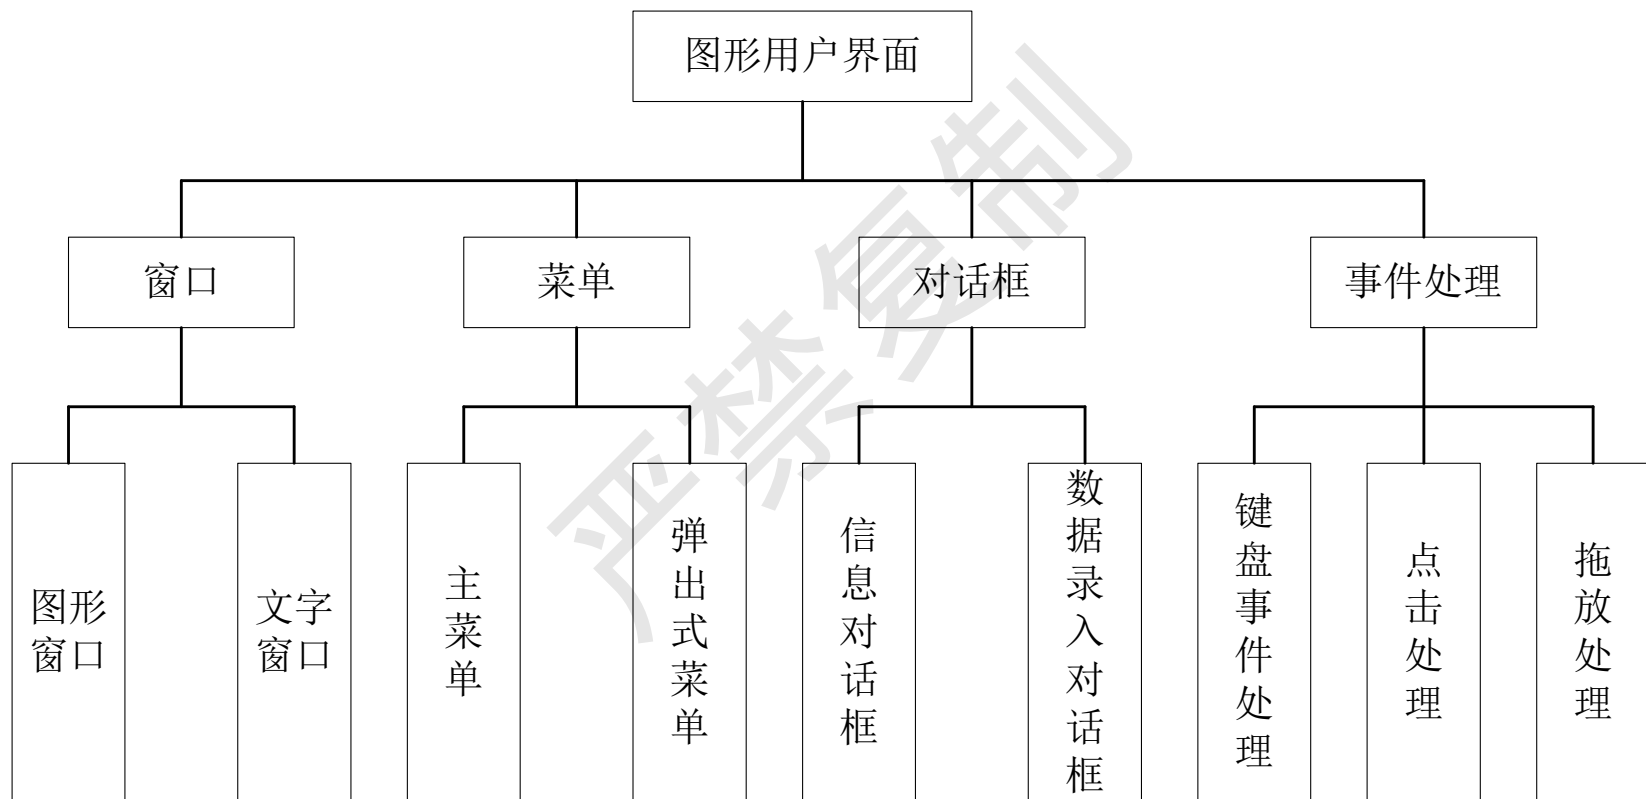 图形用户界面
窗口
菜单
对话框
事件处理
图形
窗口
文字
窗口
主菜单
弹出式菜单
信息对话框
数据录入对话框
键盘事件处理
点击处理
拖放处理
严禁复制